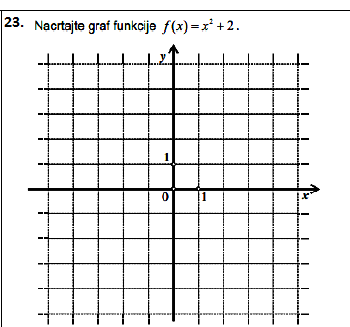 23. Nacrtajte graf funkcije f(x) = x² + 2.
y
1
0 1 x